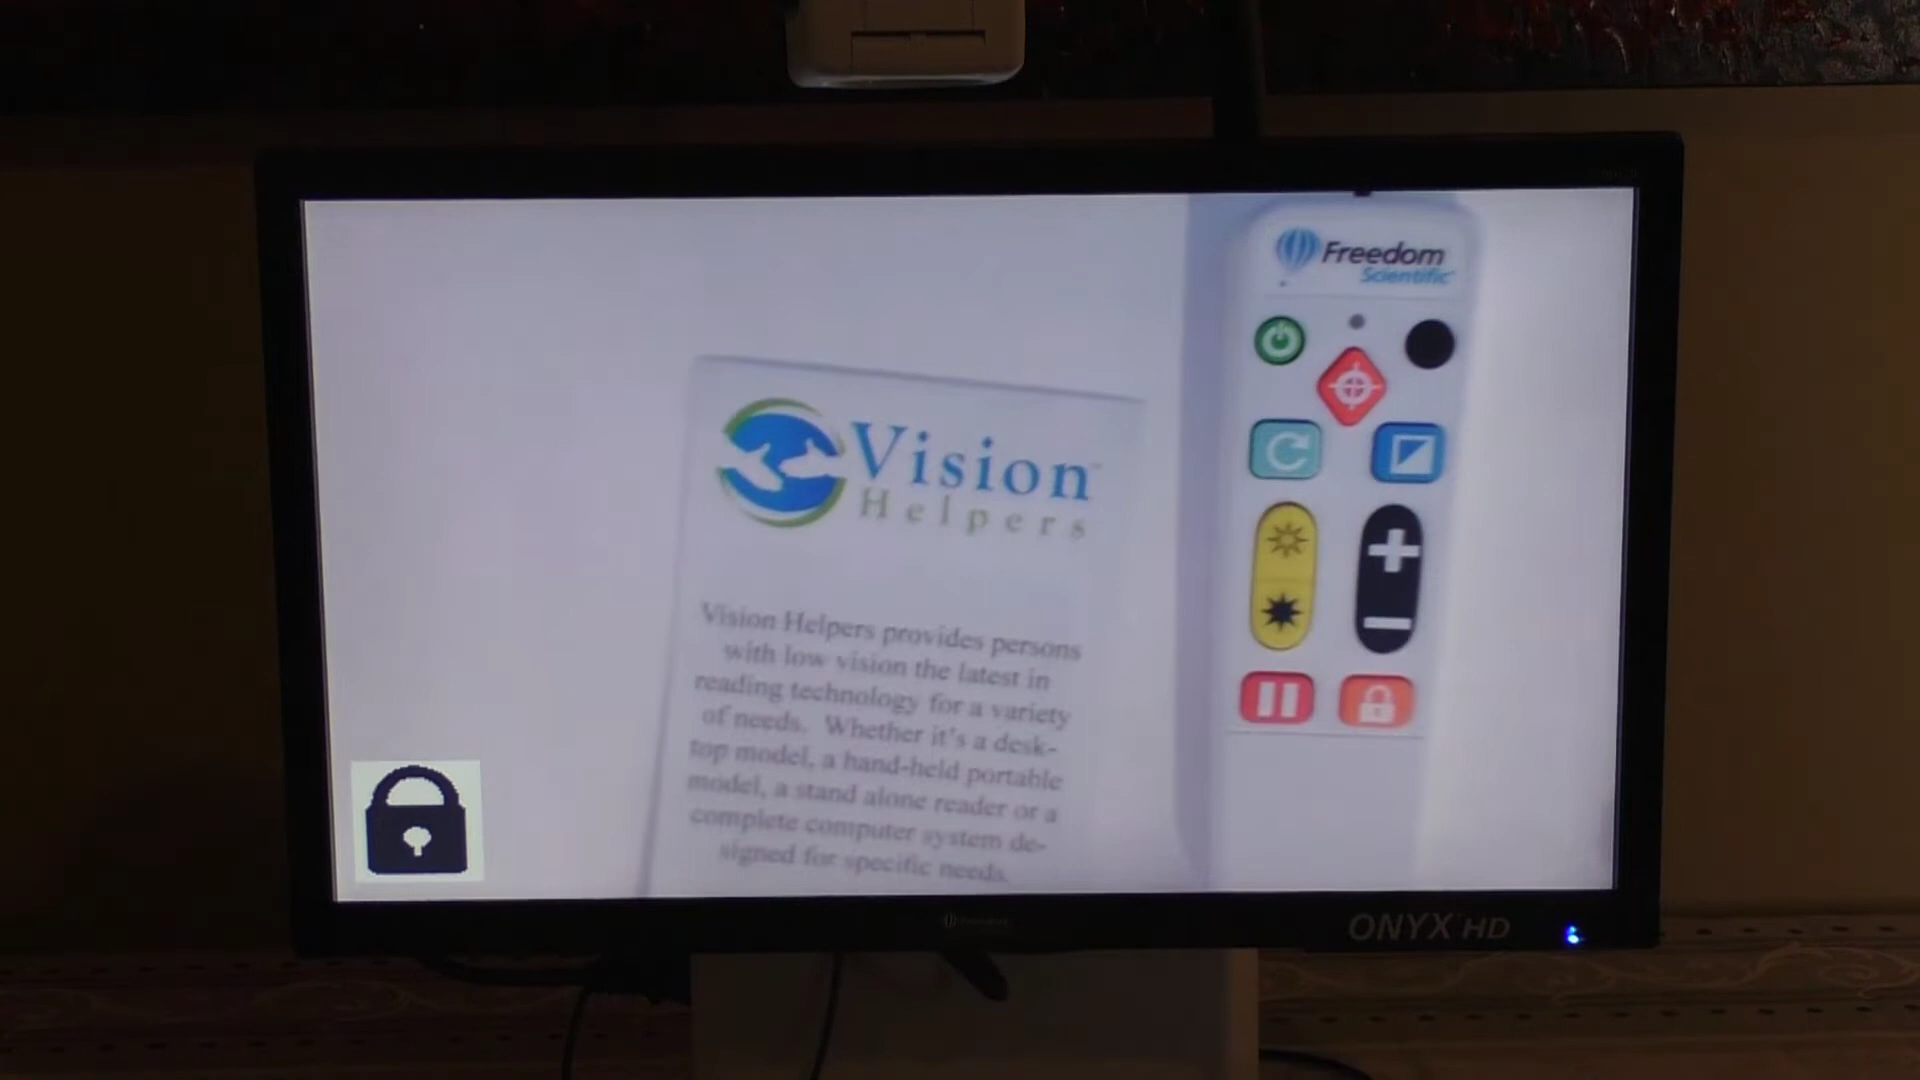 Freedom
Scientific
Vision
Helpers
Vision Helpers provides persons
with low vision the latest in
reading technology for a variety
of needs. Whether it's a desk-
top model, a hand-held portable
model, a stand alone reader or a
complete computer system de-
signed for specific needs.
ONYX HD